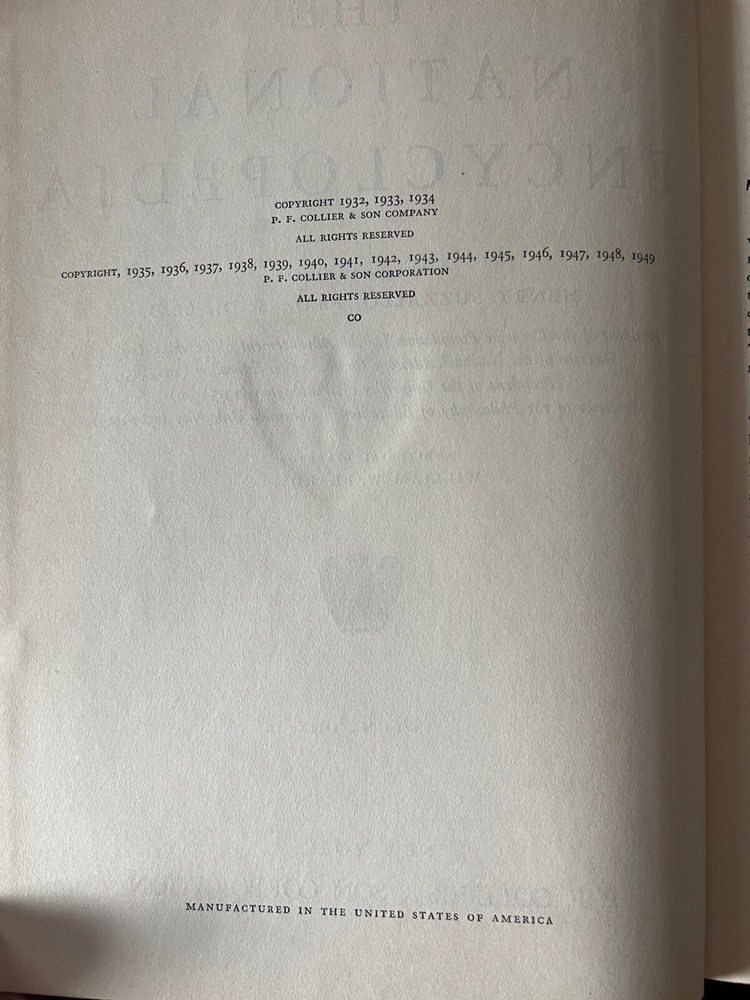 COPYRIGHT 1932, 1933, 1934
P. F. COLLIER & SON COMPANY
ALL RIGHTS RESERVED
COPYRIGHT, 1935, 1936, 1937, 1938, 1939, 1940, 1941, 1942, 1943, 1944, 1945, 1946, 1947, 1948, 1949
P. F. COLLIER & SON CORPORATION
ALL RIGHTS RESERVED
CO
MANUFACTURED IN THE UNITED STATES OF AMERICA